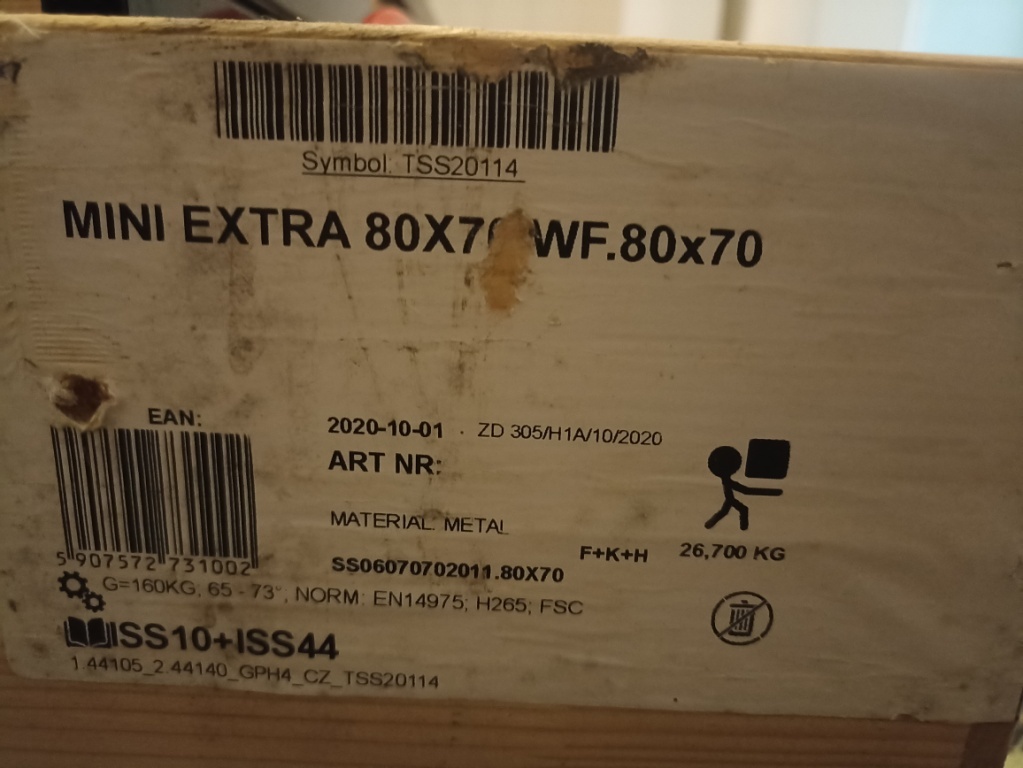 Symbol: TSS20114
MINI EXTRA 80X70 WF.80x70
EAN:
2020-10-01 . ZD 305/H1A/10/2020
ART NR:
MATERIAL: METAL
5 907572 731002
F+K+H 26,700 KG
SS06070702011.80X70
G=160KG; 65 - 73°; NORM: EN14975; H265; FSC
ISS10+ISS44
1.44105_2.44140_GPH4_CZ_TSS20114